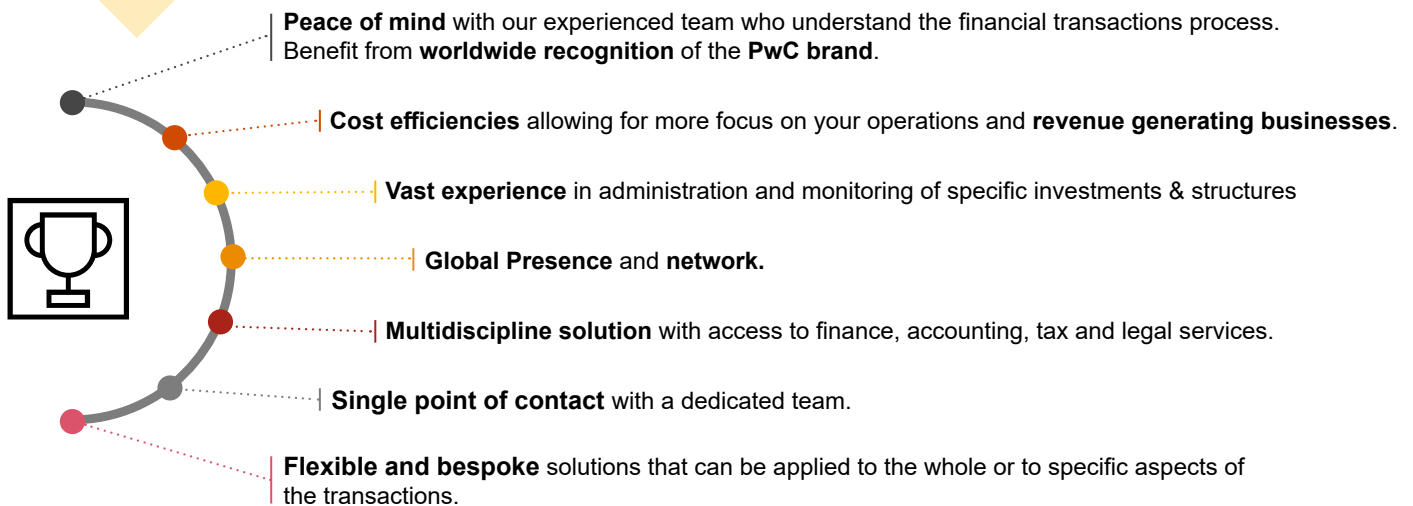 Peace of mind with our experienced team who understand the financial transactions process.
Benefit from worldwide recognition of the PwC brand.
Cost efficiencies allowing for more focus on your operations and revenue generating businesses.
Vast experience in administration and monitoring of specific investments & structures
Global Presence and network.
Multidiscipline solution with access to finance, accounting, tax and legal services.
Single point of contact with a dedicated team.
Flexible and bespoke solutions that can be applied to the whole or to specific aspects of
the transactions.